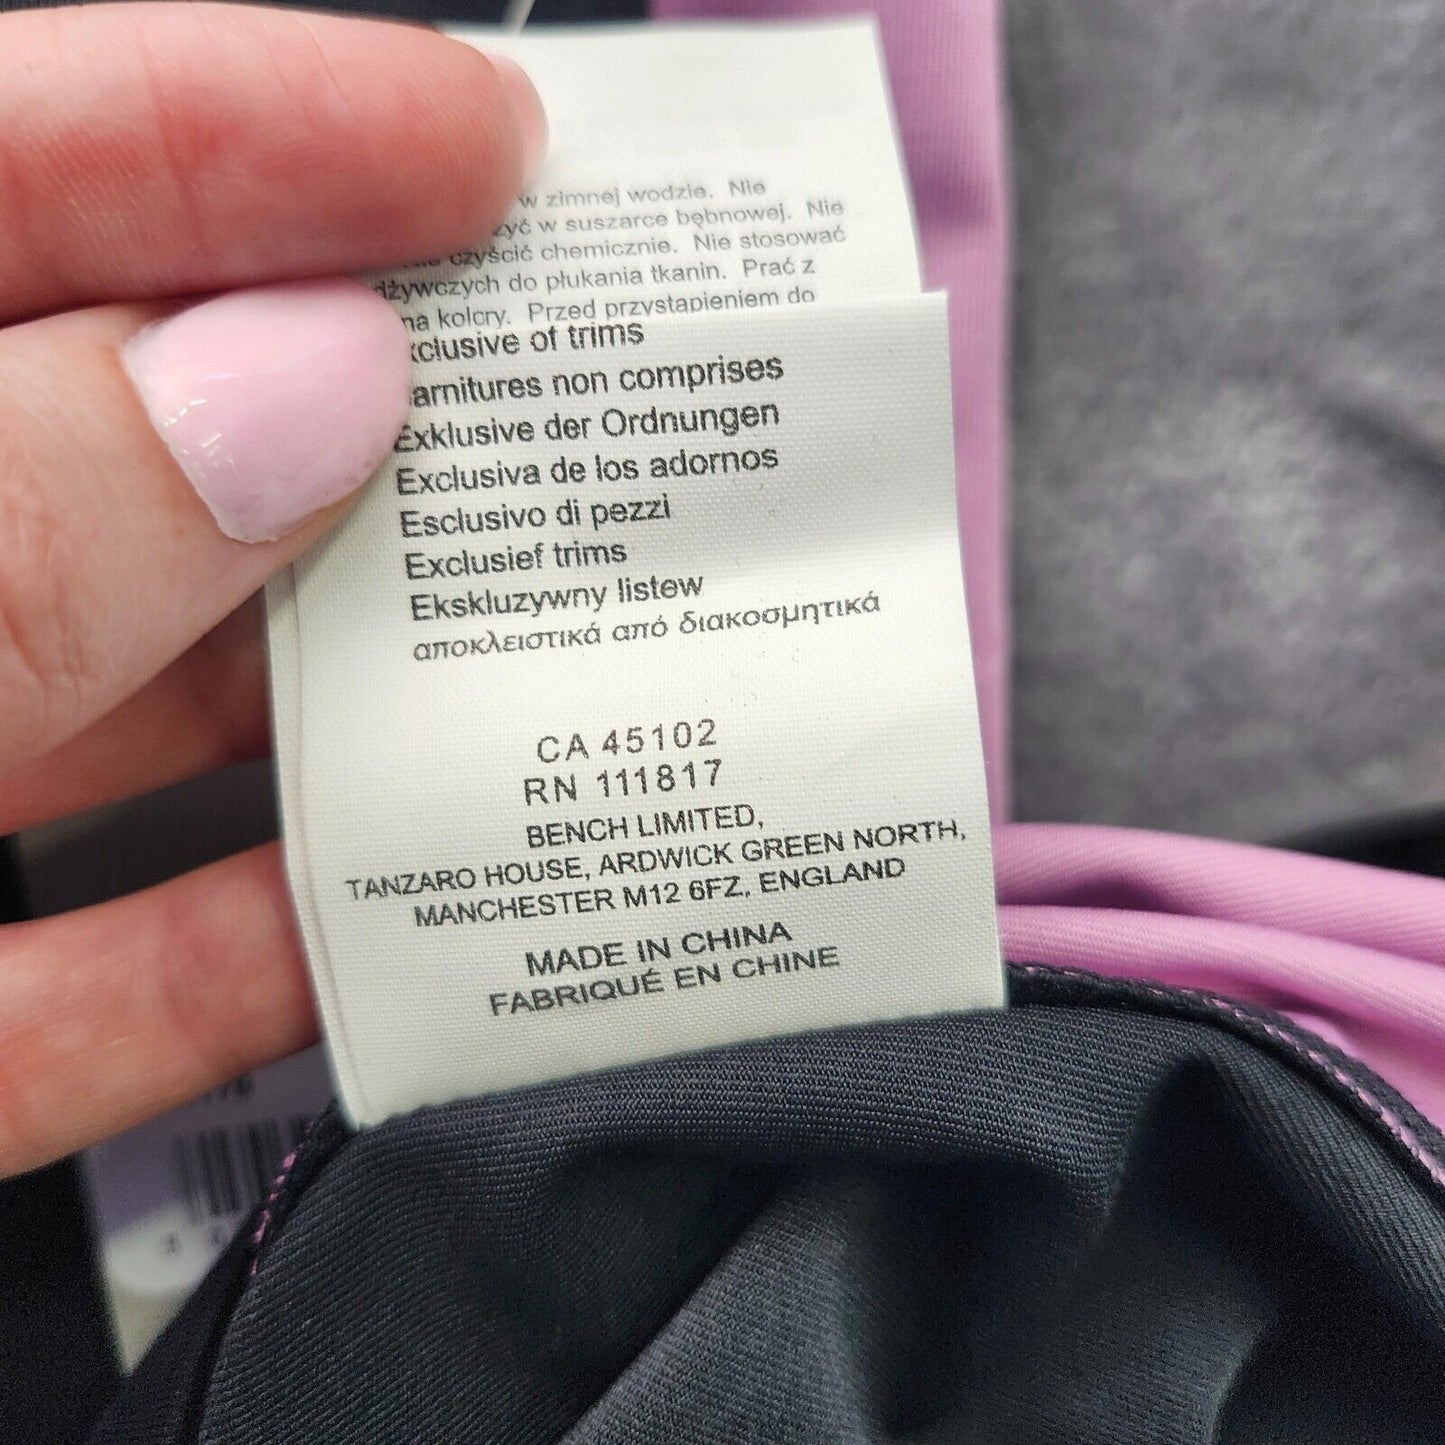 w zimnej wodzie. Nie
w suszarce bębnowej. Nie
czyścić chemicznie. Nie stosować
do płukania tkanin. Prać z
na kolory. Przed przystąpieniem do
of trims
non comprises
Exklusive der Ordnungen
Exclusiva de los adornos
Esclusivo di pezzi
Exclusief trims
Ekskluzywny listew
αποκλειστικά από διακοσμητικά
CA 45102
RN 111817
BENCH LIMITED,
TANZARO HOUSE, ARDWICK GREEN NORTH,
MANCHESTER M12 6FZ, ENGLAND
MADE IN CHINA
FABRIQUÉ EN CHINE